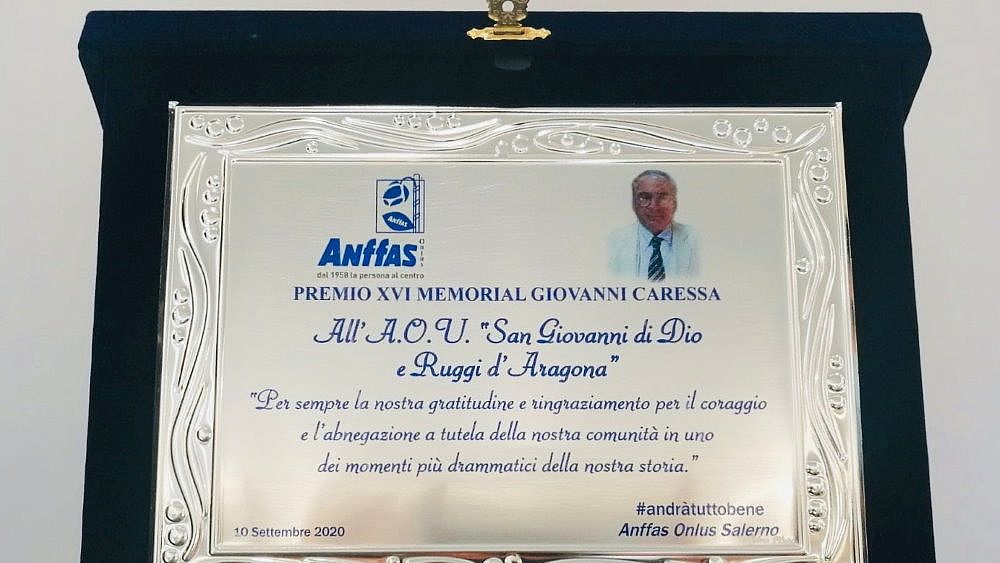 Anffas
Anffas
Onlus
dal 1958 la persona al centro
PREMIO XVI MEMORIAL GIOVANNI CARESSA
All' A.O.U. "San Giovanni di Dio
e Ruggi d' Aragona"
"Per sempre la nostra gratitudine e ringraziamento per il coraggio
e l'abnegazione a tutela della nostra comunità in uno
dei momenti più drammatici della nostra storia."
#andràtuttobene
10 Settembre 2020
Anffas Onlus Salerno